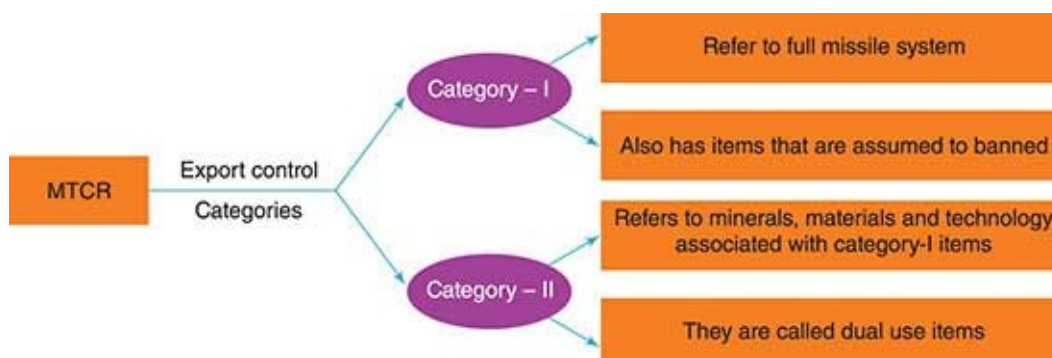 MTCR
Export control
Categories
Category – I
Refer to full missile system
Also has items that are assumed to banned
Category – II
Refers to minerals, materials and technology
associated with category-I items
They are called dual use items